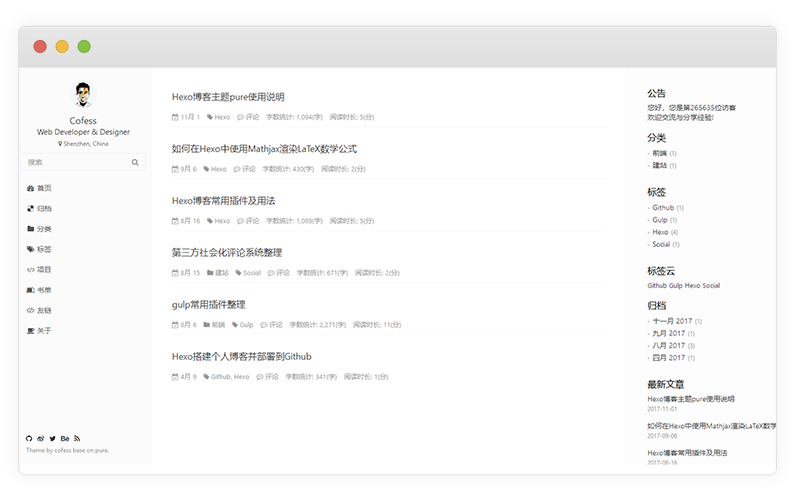 Cofess
Web Developer & Designer
Shenzhen, China
搜索
首页
归档
分类
标签
项目
书单
友链
关于
Theme by cofess base on pure.
Hexo博客主题pure使用说明
11月 1 Hexo 评论 字数统计: 1,094(字) 阅读时长: 5(分)
如何在Hexo中使用Mathjax渲染LaTeX数学公式
9月 6 Hexo 评论 字数统计: 430(字) 阅读时长: 2(分)
Hexo博客常用插件及用法
8月 16 Hexo 评论 字数统计: 1,089(字) 阅读时长: 5(分)
第三方社会化评论系统整理
8月 15 建站 Social 评论 字数统计: 671(字) 阅读时长: 2(分)
gulp常用插件整理
8月 6 前端 Gulp 评论 字数统计: 2,271(字) 阅读时长: 11(分)
Hexo搭建个人博客并部署到Github
4月 9 Github, Hexo 评论 字数统计: 341(字) 阅读时长: 1(分)
公告
您好，您是第265635位访客
欢迎交流与分享经验!
分类
前端 (1)
建站 (1)
标签
Github (1)
Gulp (1)
Hexo (4)
Social (1)
标签云
Github Gulp Hexo Social
归档
十一月 2017 (1)
九月 2017 (1)
八月 2017 (3)
四月 2017 (1)
最新文章
Hexo博客主题pure使用说明
2017-11-01
如何在Hexo中使用Mathjax渲染LaTeX数学
2017-09-06
Hexo博客常用插件及用法
2017-08-16